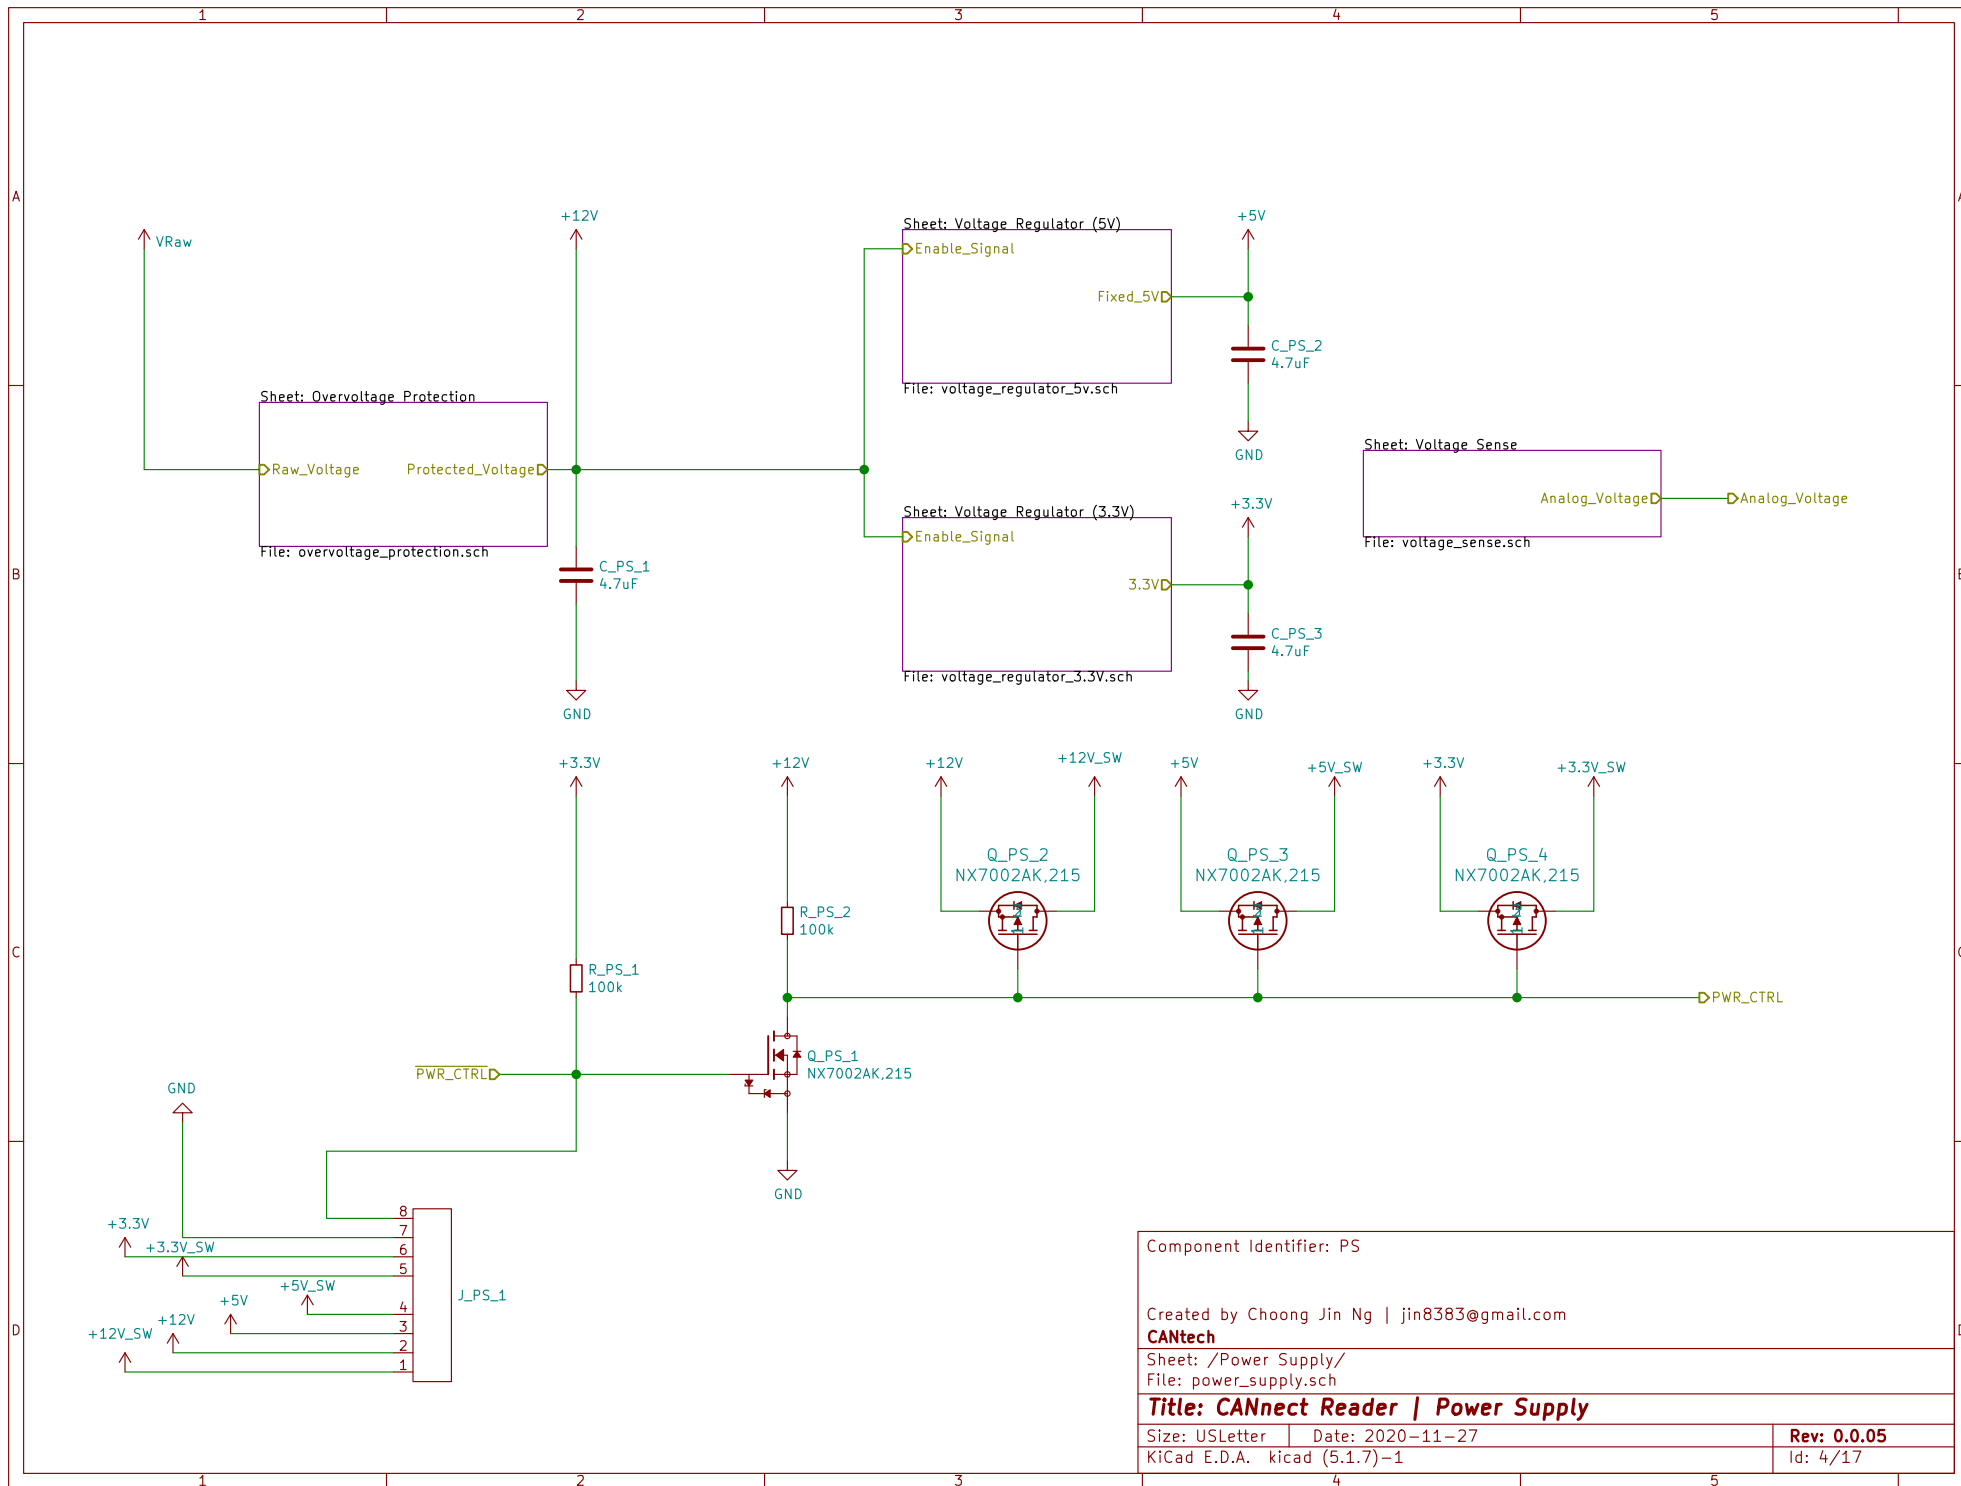 1 2 3 4 5
A
+12V
Sheet: Voltage Regulator (5V)
+5V
VRaw
Enable_Signal
Fixed_5V
C_PS_2
4.7uF
File: voltage_regulator_5v.sch
GND
Sheet: Overvoltage Protection
Raw_Voltage
Protected_Voltage
File: overvoltage_protection.sch
Sheet: Voltage Sense
Analog_Voltage
Analog_Voltage
File: voltage_sense.sch
+3.3V
Sheet: Voltage Regulator (3.3V)
Enable_Signal
3.3V
B
C_PS_1
4.7uF
C_PS_3
4.7uF
File: voltage_regulator_3.3V.sch
GND
GND
+3.3V
+12V
+12V
+12V_SW
+5V
+5V_SW
+3.3V
+3.3V_SW
Q_PS_2
NX7002AK,215
Q_PS_3
NX7002AK,215
Q_PS_4
NX7002AK,215
R_PS_2
100k
C
R_PS_1
100k
PWR_CTRL
PWR_CTRL
Q_PS_1
NX7002AK,215
GND
GND
8
7
6
5
4
3
2
1
+3.3V
+3.3V_SW
+5V_SW
+5V
+12V
+12V_SW
J_PS_1
D
Component Identifier: PS
Created by Choong Jin Ng | jin8383@gmail.com
CANtech
Sheet: /Power Supply/
File: power_supply.sch
Title: CANnect Reader | Power Supply
Size: USLetter
Date: 2020-11-27
Rev: 0.0.05
KiCad E.D.A. kicad (5.1.7)-1
Id: 4/17
1 2 3 4 5